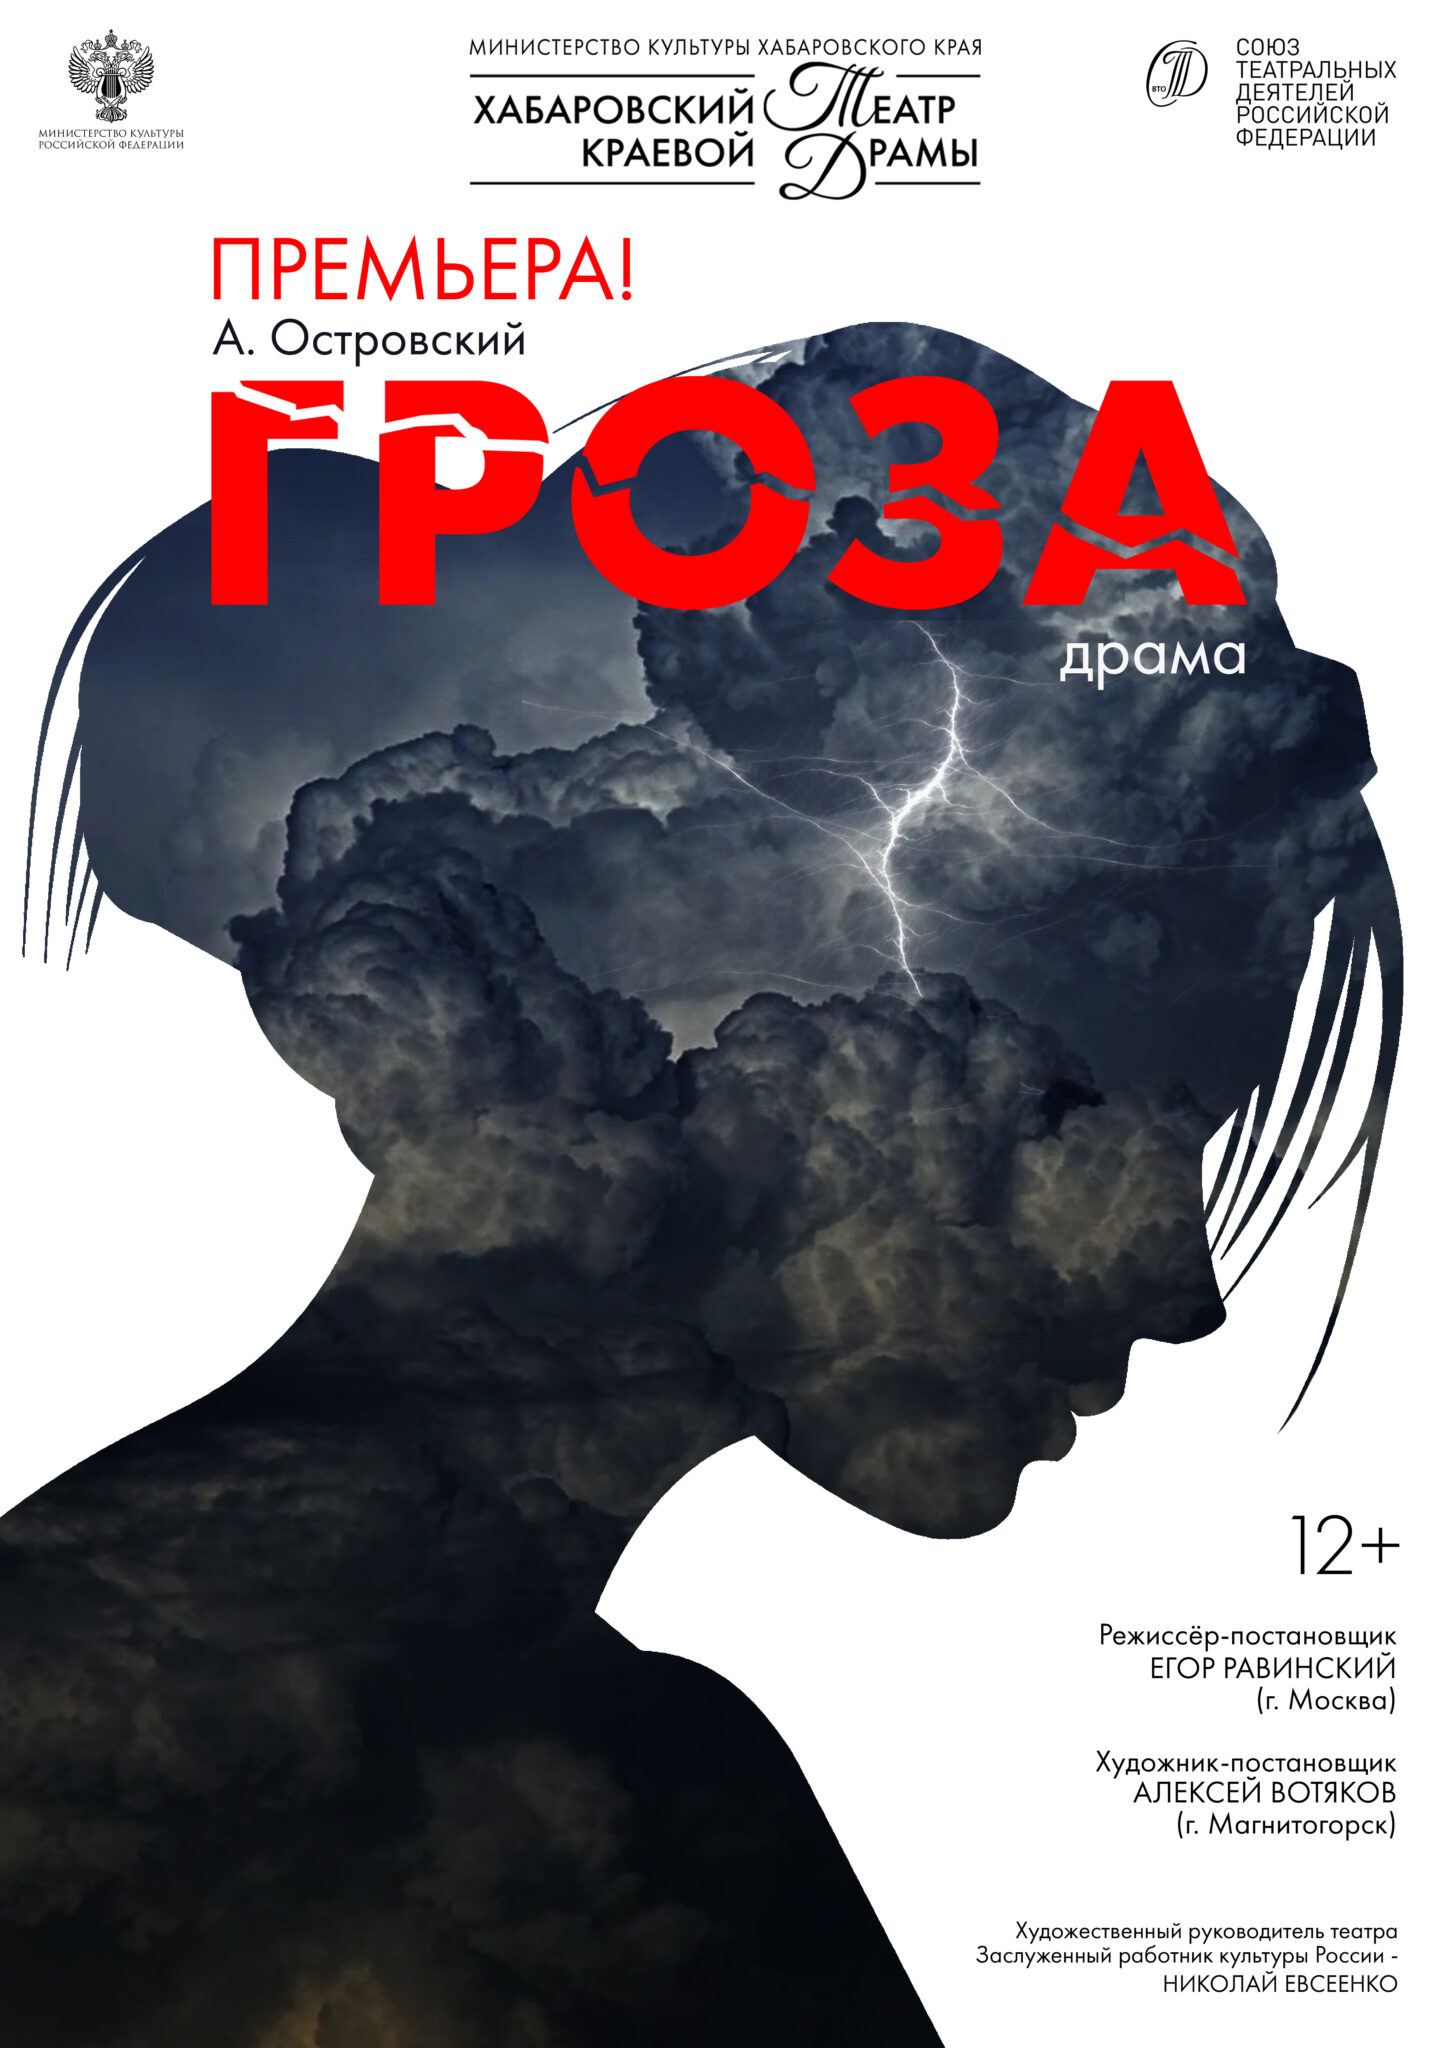 МИНИСТЕРСТВО КУЛЬТУРЫ
РОССИЙСКОЙ ФЕДЕРАЦИИ
МИНИСТЕРСТВО КУЛЬТУРЫ ХАБАРОВСКОГО КРАЯ
ХАБАРОВСКИЙ ТЕАТР
КРАЕВОЙ ДРАМЫ
ВТО
СОЮЗ
ТЕАТРАЛЬНЫХ
ДЕЯТЕЛЕЙ
РОССИЙСКОЙ
ФЕДЕРАЦИИ
ПРЕМЬЕРА!
А. Островский
ГРОЗА
драма
12+
Режиссёр-постановщик
ЕГОР РАВИНСКИЙ
(г. Москва)
Художник-постановщик
АЛЕКСЕЙ ВОТЯКОВ
(г. Магнитогорск)
Художественный руководитель театра
Заслуженный работник культуры России -
НИКОЛАЙ ЕВСЕЕНКО